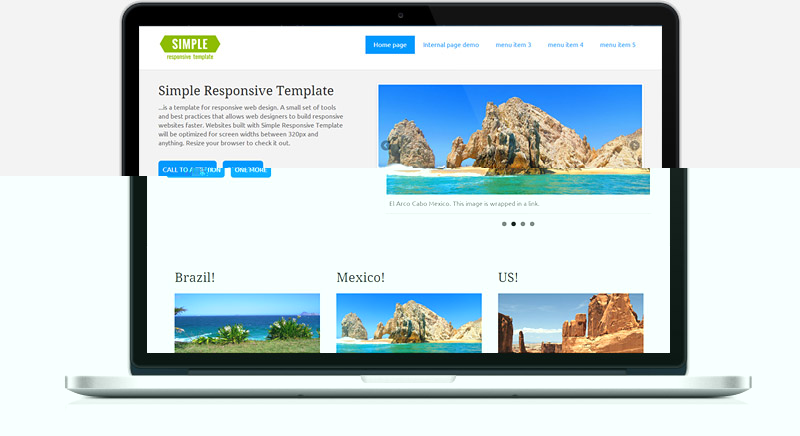 SIMPLE
responsive template
Home page
Internal page demo
menu item 3
menu item 4
menu item 5
Simple Responsive Template
...is a template for responsive web design. A small set of tools
and best practices that allows web designers to build responsive
websites faster. Websites built with Simple Responsive Template
will be optimized for screen widths between 320px and
anything. Resize your browser to check it out.
CALL TO ACTION
ONE MORE
El Arco Cabo Mexico. This image is wrapped in a link.
Brazil!
Mexico!
US!